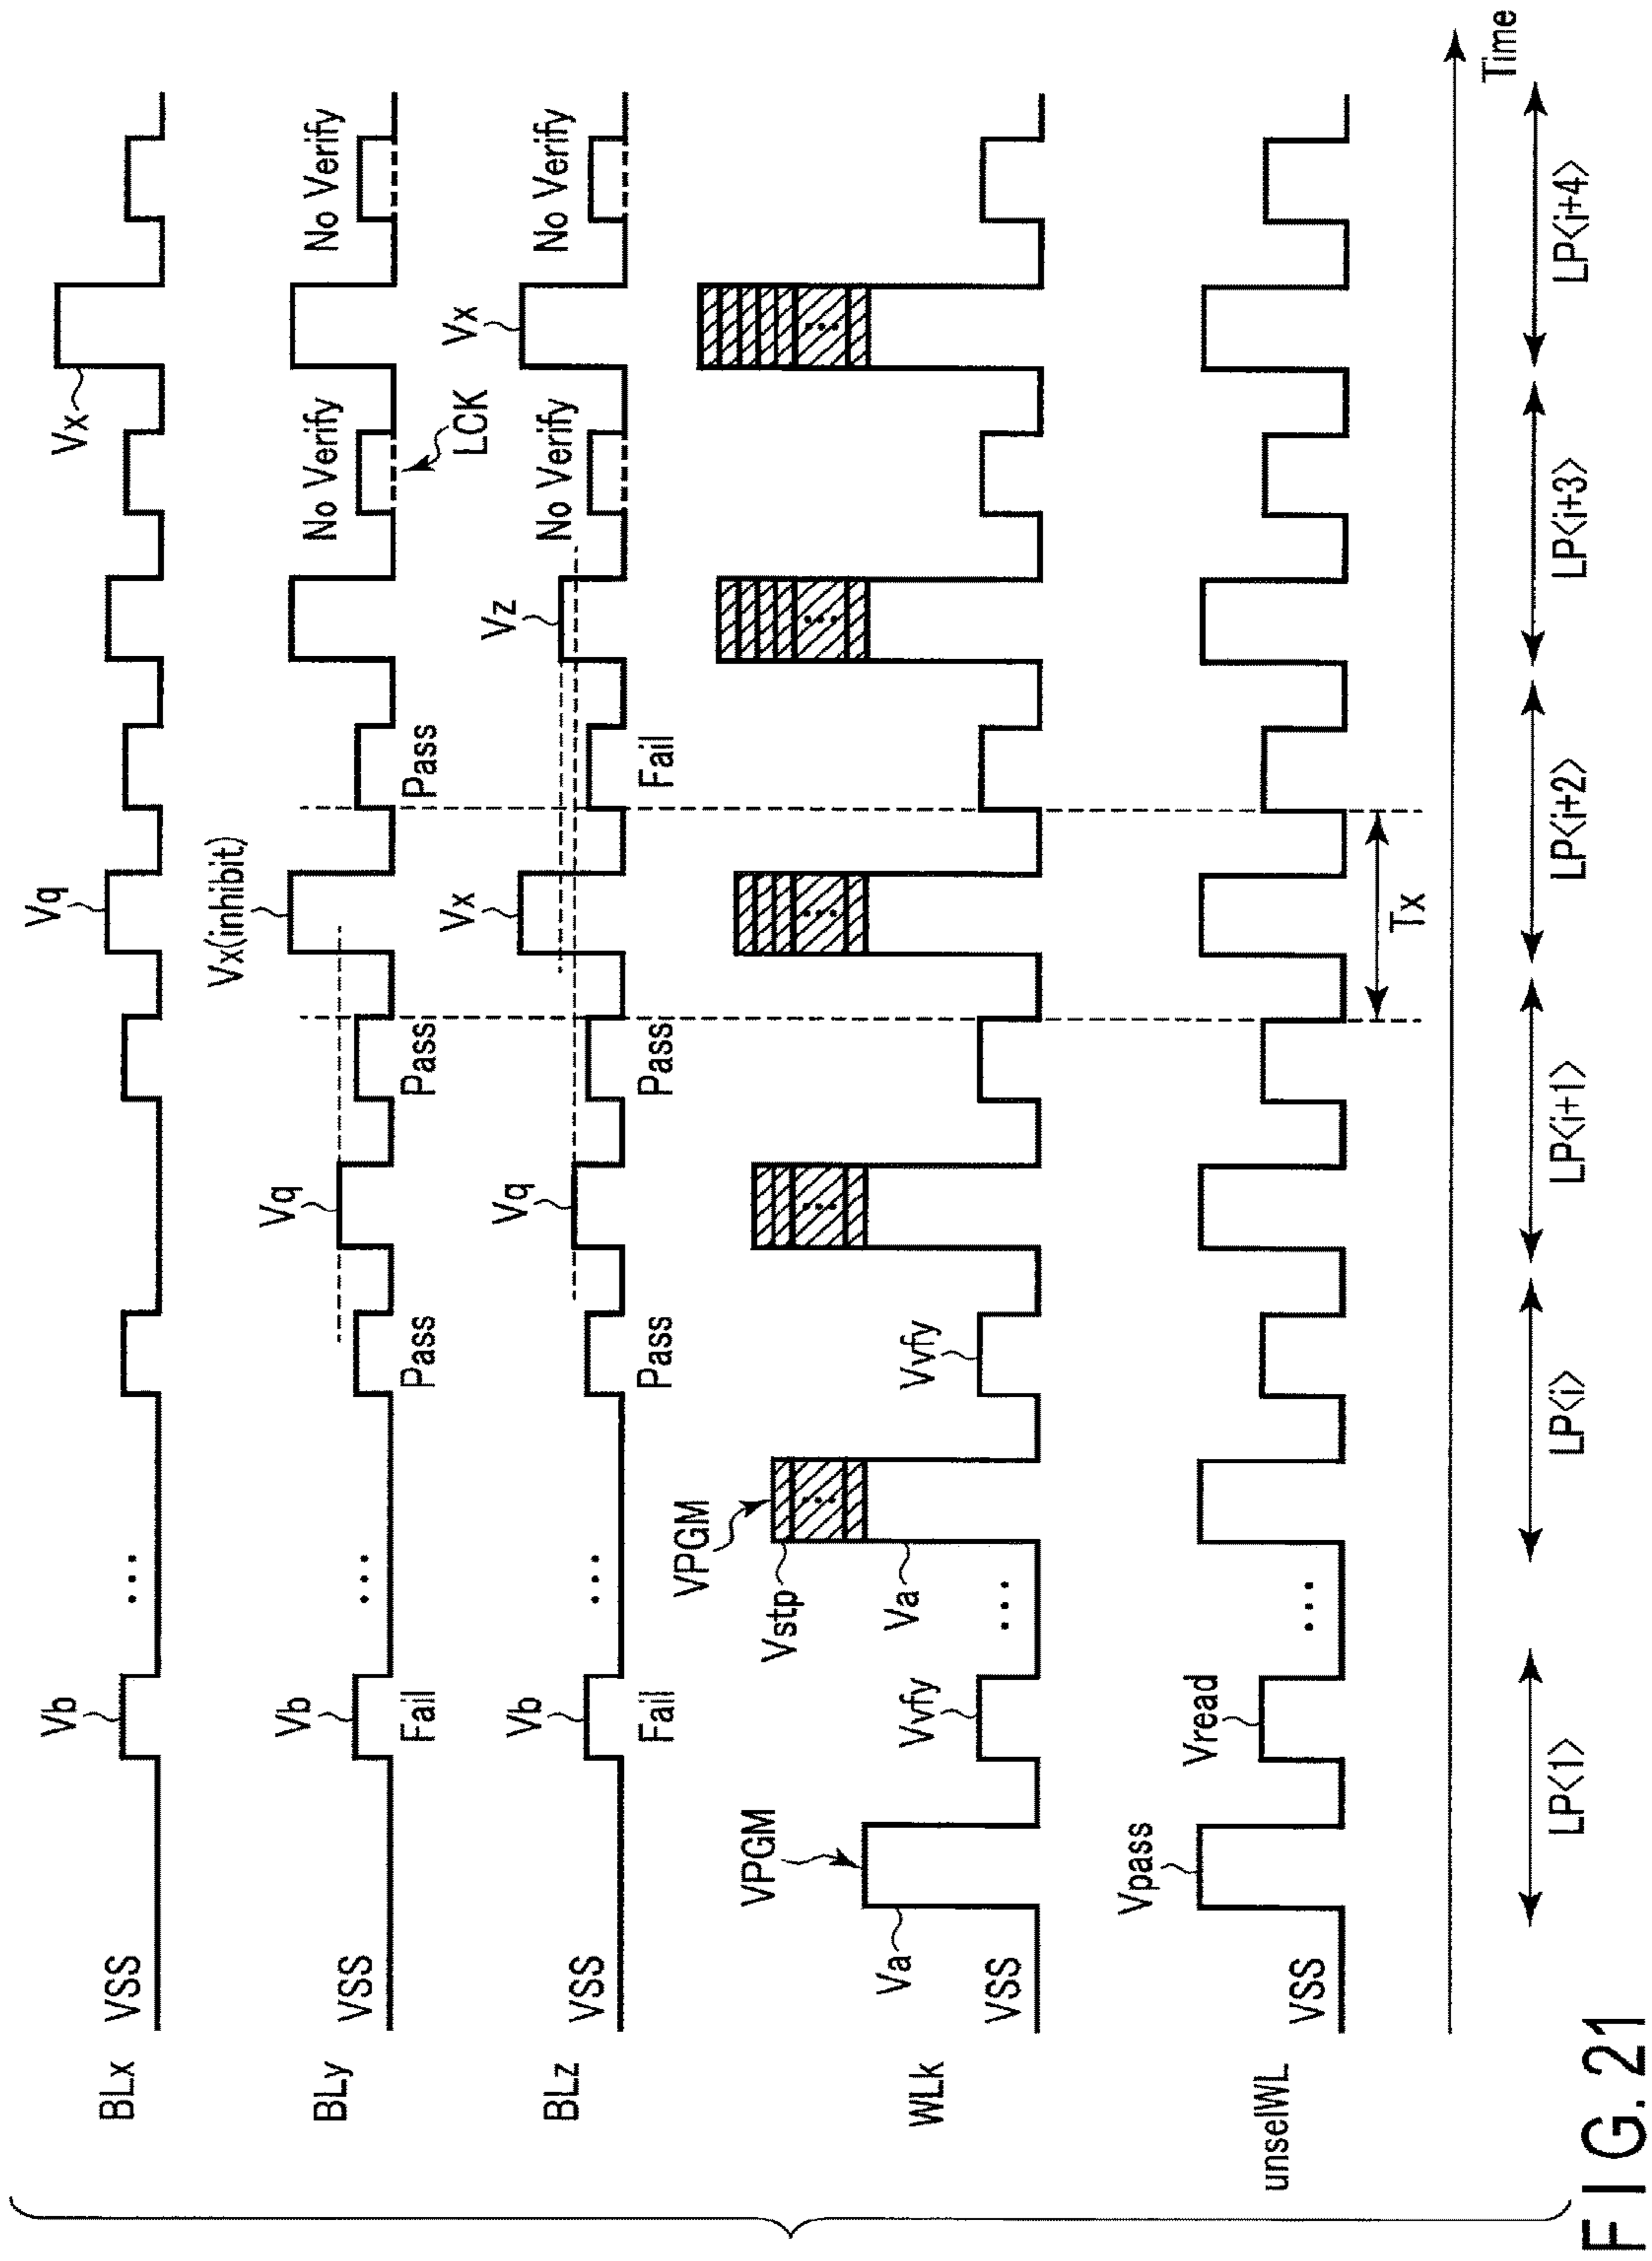 BLx
VSS
Vb
...
Vq
Vx
BLy
VSS
Vb
Fail
...
Pass
Vq
Pass
Vx(inhibit)
Pass
No Verify
LCK
No Verify
BLz
VSS
Vb
Fail
...
Pass
Vq
Pass
Vx
Fail
Vz
No Verify
Vx
No Verify
WLk
VSS
Va
VPGM
Vvfy
...
VPGM
Vstp
Va
...
Vvfy
...
...
...
...
unselWL
VSS
Vpass
Vread
...
Tx
Time
LP<1>
LP<i>
LP<i+1>
LP<i+2>
LP<i+3>
LP<i+4>
FIG. 21